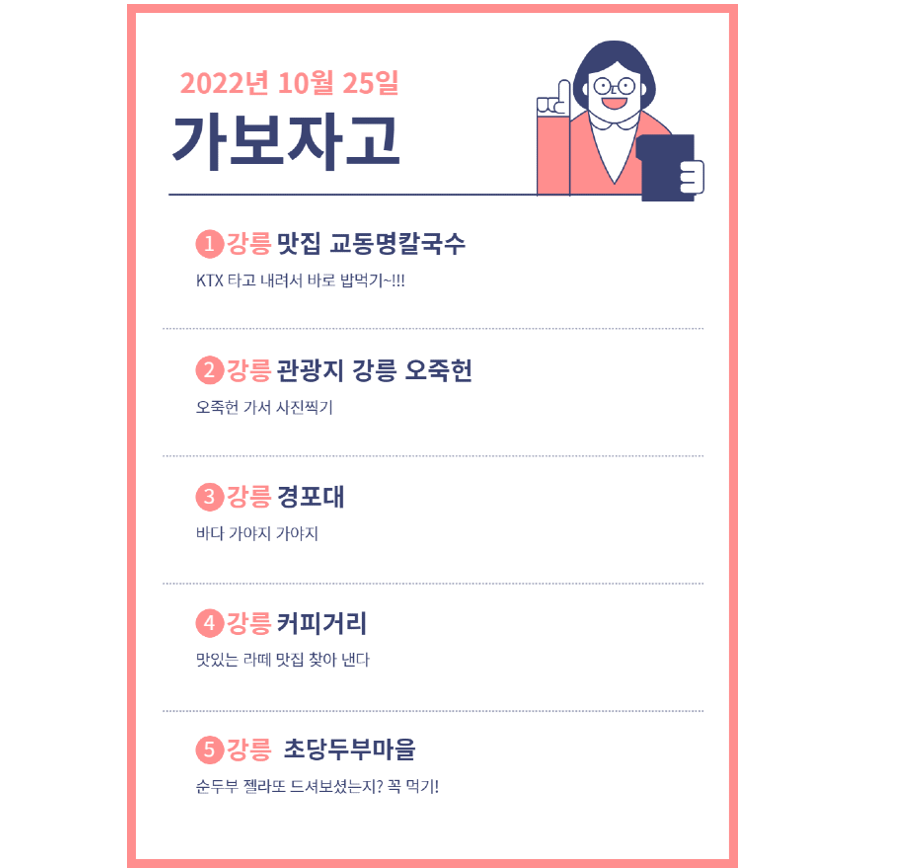 2022년 10월 25일
가보자고
1 강릉 맛집 교동명칼국수
KTX 타고 내려서 바로 밥먹기~!!!
2 강릉 관광지 강릉 오죽헌
오죽헌 가서 사진찍기
3 강릉 경포대
바다 가야지 가야지
4 강릉 커피거리
맛있는 라떼 맛집 찾아 낸다
5 강릉 초당두부마을
순두부 젤라또 드셔보셨는지? 꼭 먹기!